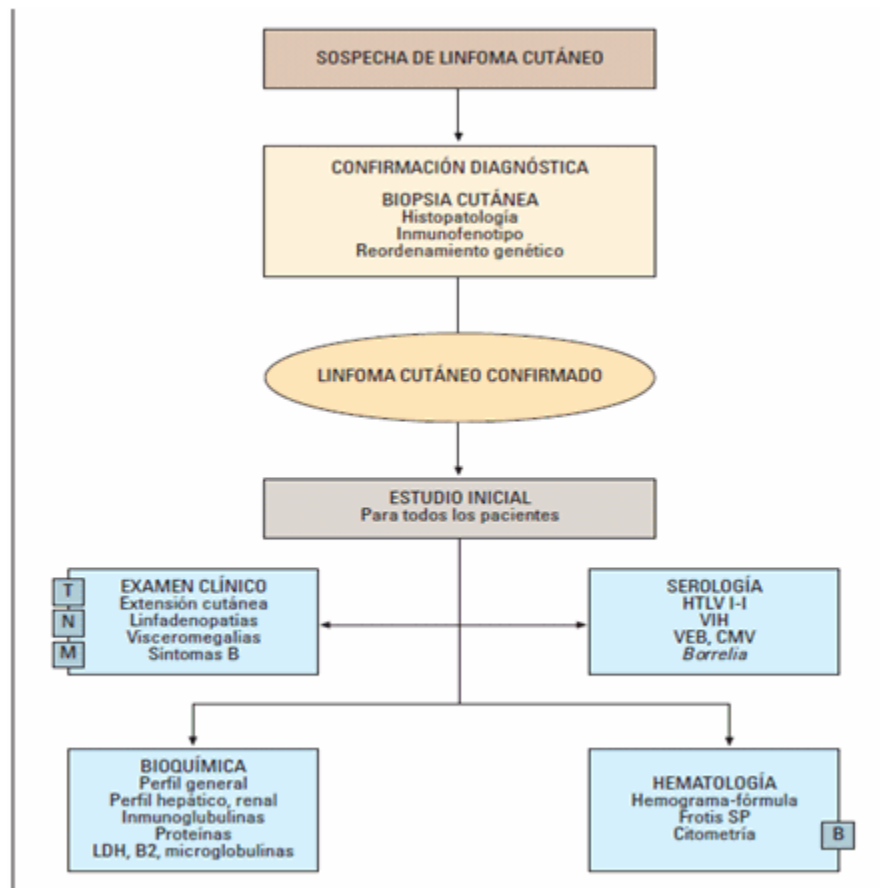 SOSPECHA DE LINFOMA CUTÁNEO
CONFIRMACIÓN DIAGNÓSTICA
BIOPSIA CUTÁNEA
Histopatología
Inmunofenotipo
Reordenamiento genético
LINFOMA CUTÁNEO CONFIRMADO
ESTUDIO INICIAL
Para todos los pacientes
T
N
M
EXAMEN CLÍNICO
Extensión cutánea
Linfadenopatías
Visceromegalias
Síntomas B
SEROLOGÍA
HTLV I-I
VIH
VEB, CMV
Borrelia
BIOQUÍMICA
Perfil general
Perfil hepático, renal
Inmunoglubulinas
Proteínas
LDH, B2, microglobulinas
HEMATOLOGÍA
Hemograma-fórmula
Frotis SP
Citometría
B